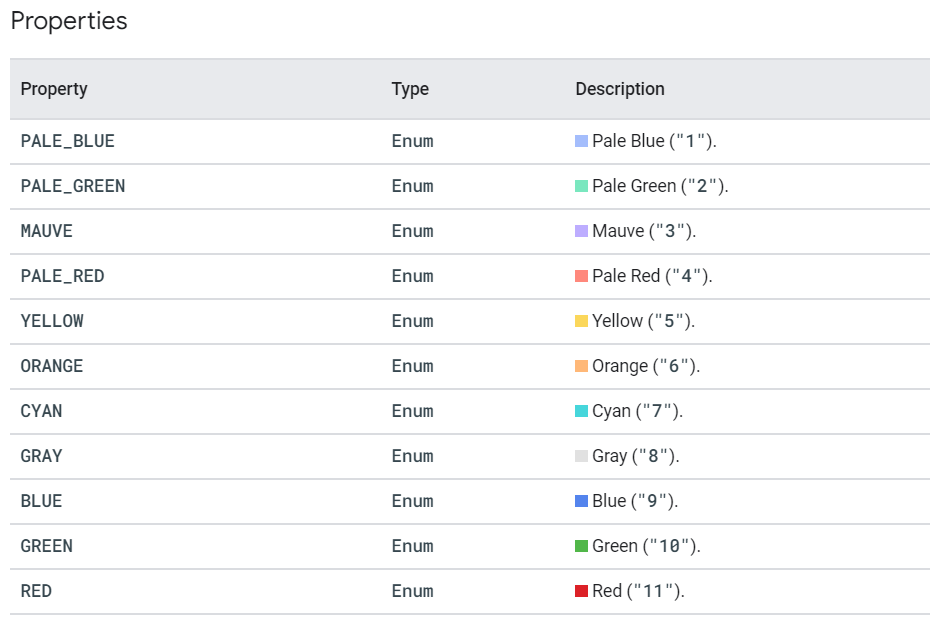 Properties
Property Type Description
PALE_BLUE Enum Pale Blue ("1").
PALE_GREEN Enum Pale Green ("2").
MAUVE Enum Mauve ("3").
PALE_RED Enum Pale Red ("4").
YELLOW Enum Yellow ("5").
ORANGE Enum Orange ("6").
CYAN Enum Cyan ("7").
GRAY Enum Gray ("8").
BLUE Enum Blue ("9").
GREEN Enum Green ("10").
RED Enum Red ("11").